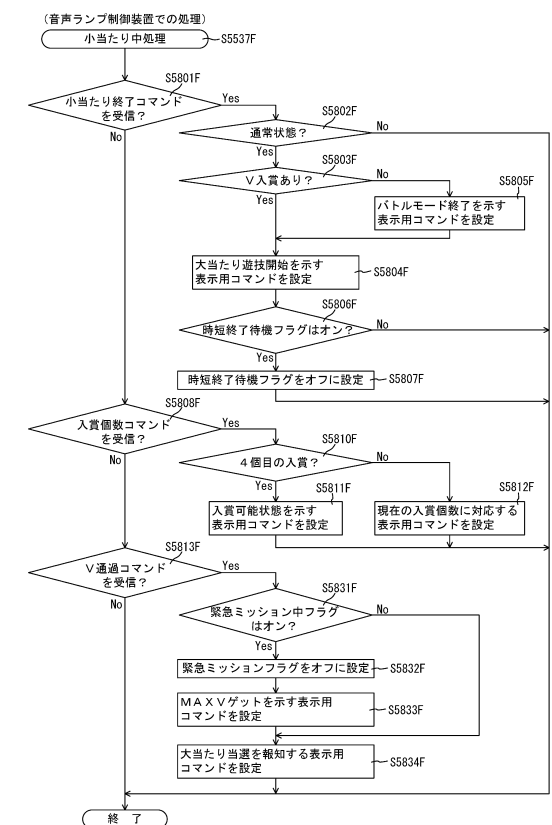 (音声ランプ制御装置での処理)
小当たり中処理
S5537F
S5801F
小当たり終了コマンド
を受信？
Yes
No
S5802F
通常状態？
No
Yes
S5803F
V入賞あり？
No
Yes
S5805F
バトルモード終了を示す
表示用コマンドを設定
大当たり遊技開始を示す
表示用コマンドを設定
S5804F
S5806F
時短終了待機フラグはオン？
No
Yes
時短終了待機フラグをオフに設定
S5807F
S5808F
入賞個数コマンド
を受信？
Yes
No
S5810F
４個目の入賞？
No
Yes
S5811F
入賞可能状態を示す
表示用コマンドを設定
S5812F
現在の入賞個数に対応する
表示用コマンドを設定
S5813F
V通過コマンド
を受信？
Yes
No
S5831F
緊急ミッション中フラグ
はオン？
No
Yes
緊急ミッションフラグをオフに設定
S5832F
ＭＡＸＶゲットを示す表示用
コマンドを設定
S5833F
大当たり当選を報知する表示用
コマンドを設定
S5834F
終 了